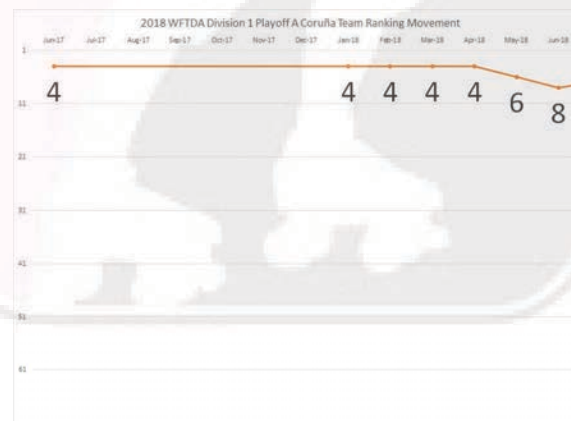 2018 WFTDA Division 1 Playoff A Coruña Team Ranking Movement
Jun-17 Jul-17 Aug-17 Sep-17 Oct-17 Nov-17 Dec-17 Jan-18 Feb-18 Mar-18 Apr-18 May-18 Jun-18
1
4 4 4 4 4 6 8
11
21
31
41
51
61